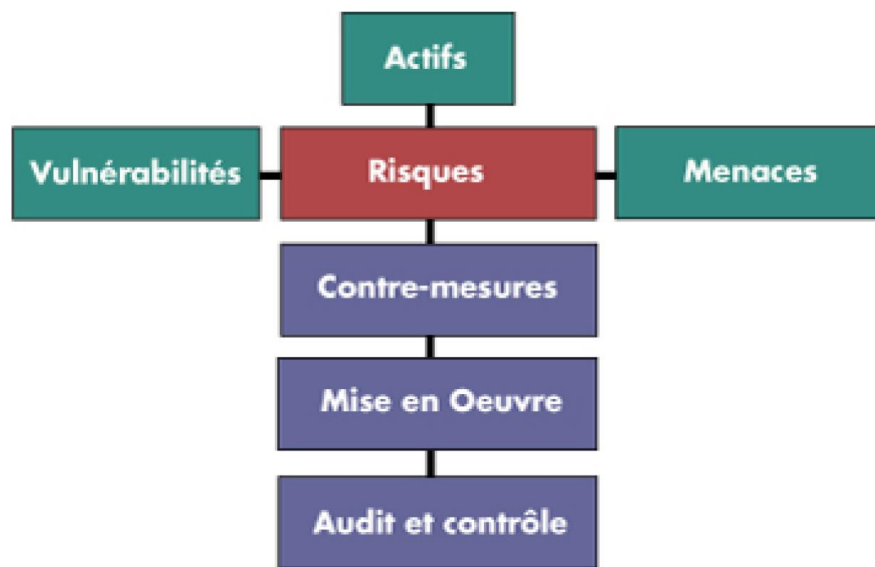 Actifs
Vulnérabilités
Risques
Menaces
Contre-mesures
Mise en Oeuvre
Audit et contrôle